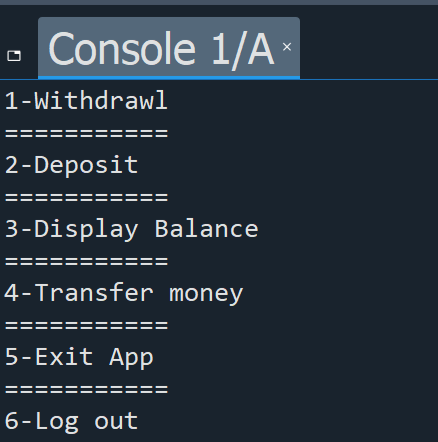 Console 1/A ×
1-Withdrawl
===========
2-Deposit
===========
3-Display Balance
===========
4-Transfer money
===========
5-Exit App
===========
6-Log out